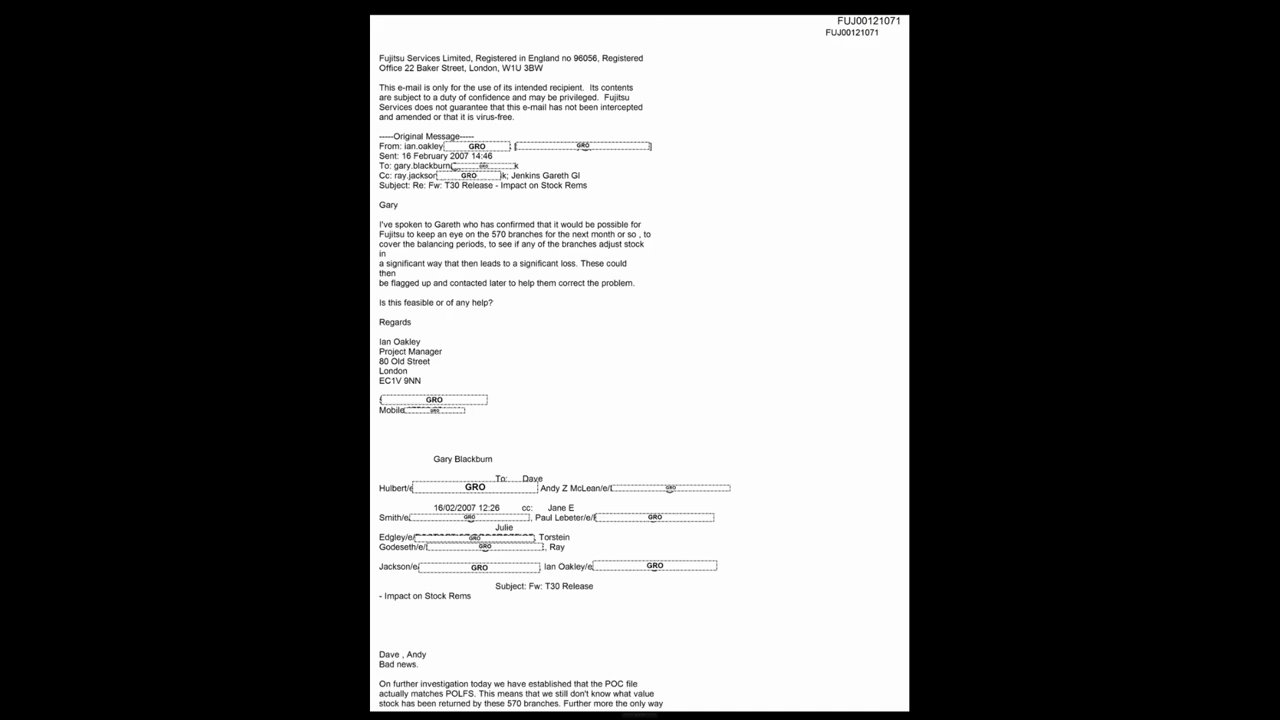 FUJ00121071
FUJ00121071
Fujitsu Services Limited, Registered in England no 96056, Registered
Office 22 Baker Street, London, W1U 3BW
This e-mail is only for the use of its intended recipient. Its contents
are subject to a duty of confidence and may be privileged. Fujitsu
Services does not guarantee that this e-mail has not been intercepted
and amended or that it is virus-free.
-----Original Message-----
From: ian.oakley GRO ; [ GRO ]
Sent: 16 February 2007 14:46
To: gary.blackburn GRO k
Cc: ray.jackson GRO k; Jenkins Gareth GI
Subject: Re: Fw: T30 Release - Impact on Stock Rems
Gary
I've spoken to Gareth who has confirmed that it would be possible for
Fujitsu to keep an eye on the 570 branches for the next month or so , to
cover the balancing periods, to see if any of the branches adjust stock
in
a significant way that then leads to a significant loss. These could
then
be flagged up and contacted later to help them correct the problem.
Is this feasible or of any help?
Regards
Ian Oakley
Project Manager
80 Old Street
London
EC1V 9NN
GRO
Mobile GRO
Gary Blackburn
To: Dave
Hulbert/e GRO Andy Z McLean/e/ GRO
16/02/2007 12:26 cc: Jane E
Smith/e GRO , Paul Lebeter/e/ GRO
Julie
Edgley/e/ GRO , Torstein
Godeseth/e/ GRO , Ray
Jackson/e GRO Ian Oakley/e GRO
Subject: Fw: T30 Release
- Impact on Stock Rems
Dave , Andy
Bad news.
On further investigation today we have established that the POC file
actually matches POLFS. This means that we still don't know what value
stock has been returned by these 570 branches. Further more the only way